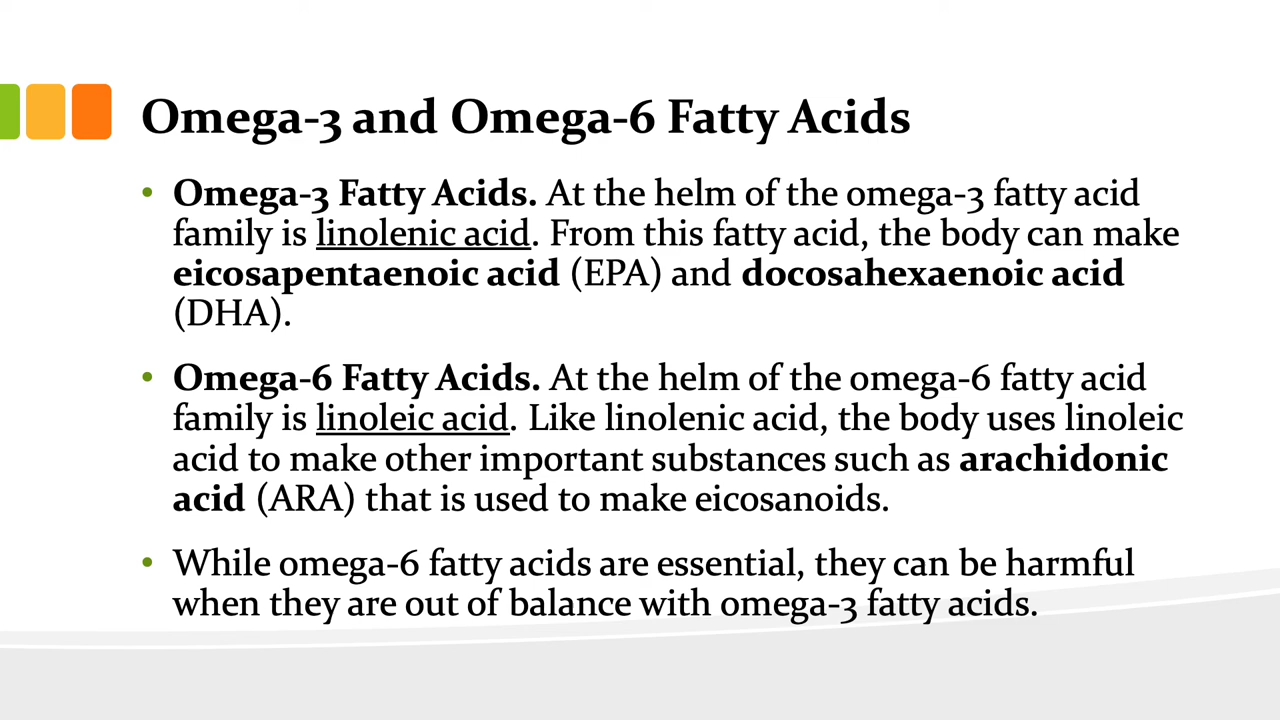 Omega-3 and Omega-6 Fatty Acids
• Omega-3 Fatty Acids. At the helm of the omega-3 fatty acid
family is linolenic acid. From this fatty acid, the body can make
eicosapentaenoic acid (EPA) and docosahexaenoic acid
(DHA).
• Omega-6 Fatty Acids. At the helm of the omega-6 fatty acid
family is linoleic acid. Like linolenic acid, the body uses linoleic
acid to make other important substances such as arachidonic
acid (ARA) that is used to make eicosanoids.
• While omega-6 fatty acids are essential, they can be harmful
when they are out of balance with omega-3 fatty acids.